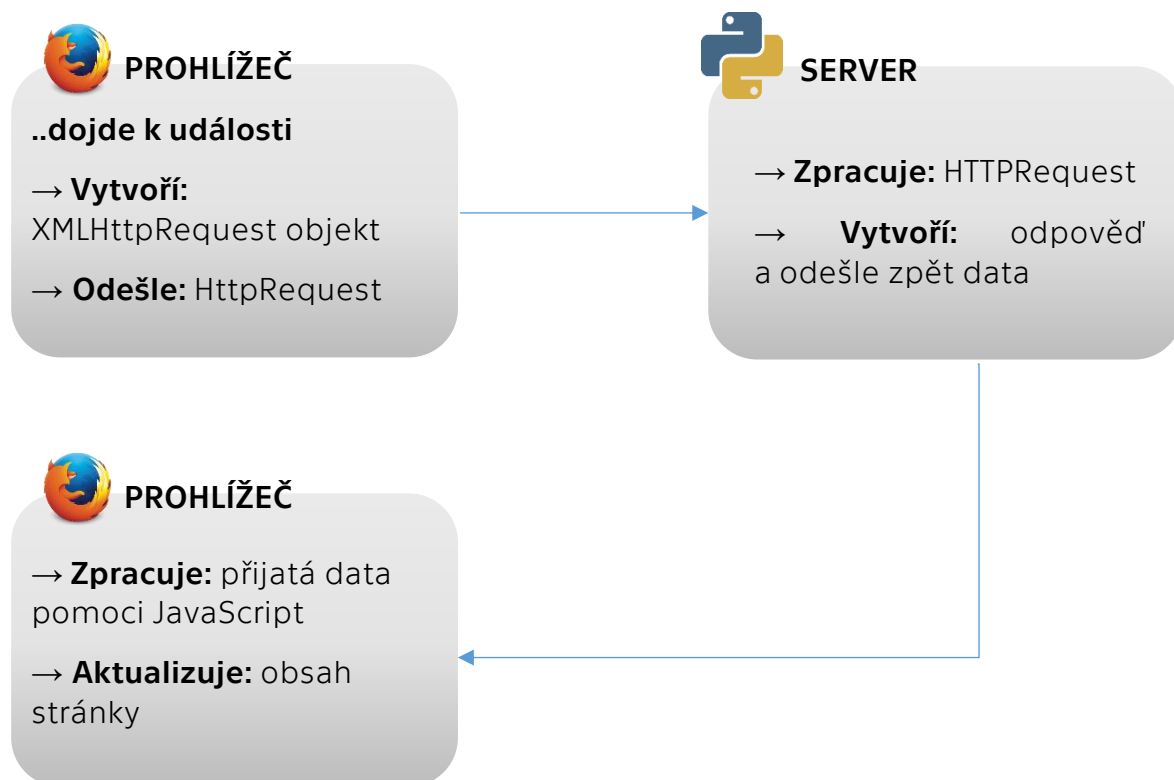 PROHLÍŽEČ
..dojde k události
→ Vytvoří:
XMLHttpRequest objekt
→ Odešle: HttpRequest
SERVER
→ Zpracuje: HTTPRequest
→ Vytvoří: odpověď
a odešle zpět data
PROHLÍŽEČ
→ Zpracuje: přijatá data
pomoci JavaScript
→ Aktualizuje: obsah
stránky